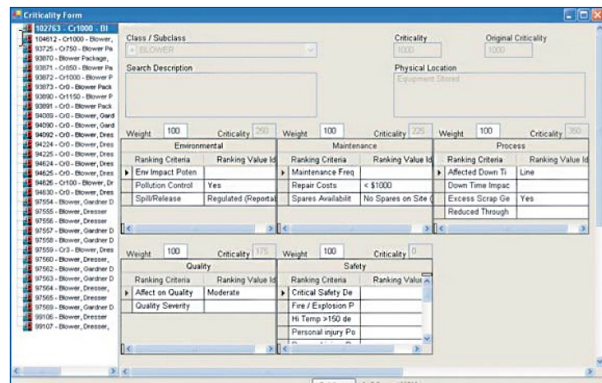 Criticality Form
102763 - Cr1000 - Bl
104612 - Cr1000 - Blower,
93725 - Cr750 - Blower Pa
93870 - Blower Package,
93871 - Cr850 - Blower Pa
93872 - Cr1000 - Blower P
93873 - Cr0 - Blower Pack
93890 - Cr1150 - Blower P
93891 - Cr0 - Blower Pack
94089 - Cr0 - Blower, Gard
94090 - Cr0 - Blower, Gard
94092 - Cr0 - Blower, Dres
94224 - Cr0 - Blower, Dres
94225 - Cr0 - Blower, Dres
94624 - Cr0 - Blower, Dres
94625 - Cr0 - Blower, Dres
94626 - Cr100 - Blower, Dr
94630 - Cr0 - Blower, Dres
97554 - Blower, Gardner D
97555 - Blower, Dresser
97556 - Blower, Dresser
97557 - Blower, Gardner D
97558 - Blower, Gardner D
97559 - Cr3 - Blower, Dres
97560 - Blower, Dresser,
97562 - Blower, Gardner D
97563 - Blower, Gardner D
97564 - Blower, Dresser,
97565 - Blower, Dresser,
97569 - Blower, Gardner D
99106 - Blower, Dresser,
99107 - Blower, Dresser,
Class / Subclass
BLOWER
Criticality
1000
Original Criticality
1000
Search Description
Physical Location
Equipment Stored
Weight 100 Criticality 250
Environmental
Ranking Criteria Ranking Value Id
Env Impact Poten
Pollution Control Yes
Spill/Release Regulated (Reportal
Weight 100 Criticality 225
Maintenance
Ranking Criteria Ranking Value Id
Maintenance Freq
Repair Costs < $1000
Spares Availabilit No Spares on Site (
Weight 100 Criticality 350
Process
Ranking Criteria Ranking Value Id
Affected Down Ti Line
Down Time Impac
Excess Scrap Ge Yes
Reduced Through
Weight 100 Criticality 175
Quality
Ranking Criteria Ranking Value Id
Affect on Quality Moderate
Quality Severity
Weight 100 Criticality 0
Safety
Ranking Criteria Ranking Value
Critical Safety De
Fire / Explosion P
Hi Temp >150 de
Personal injury Po